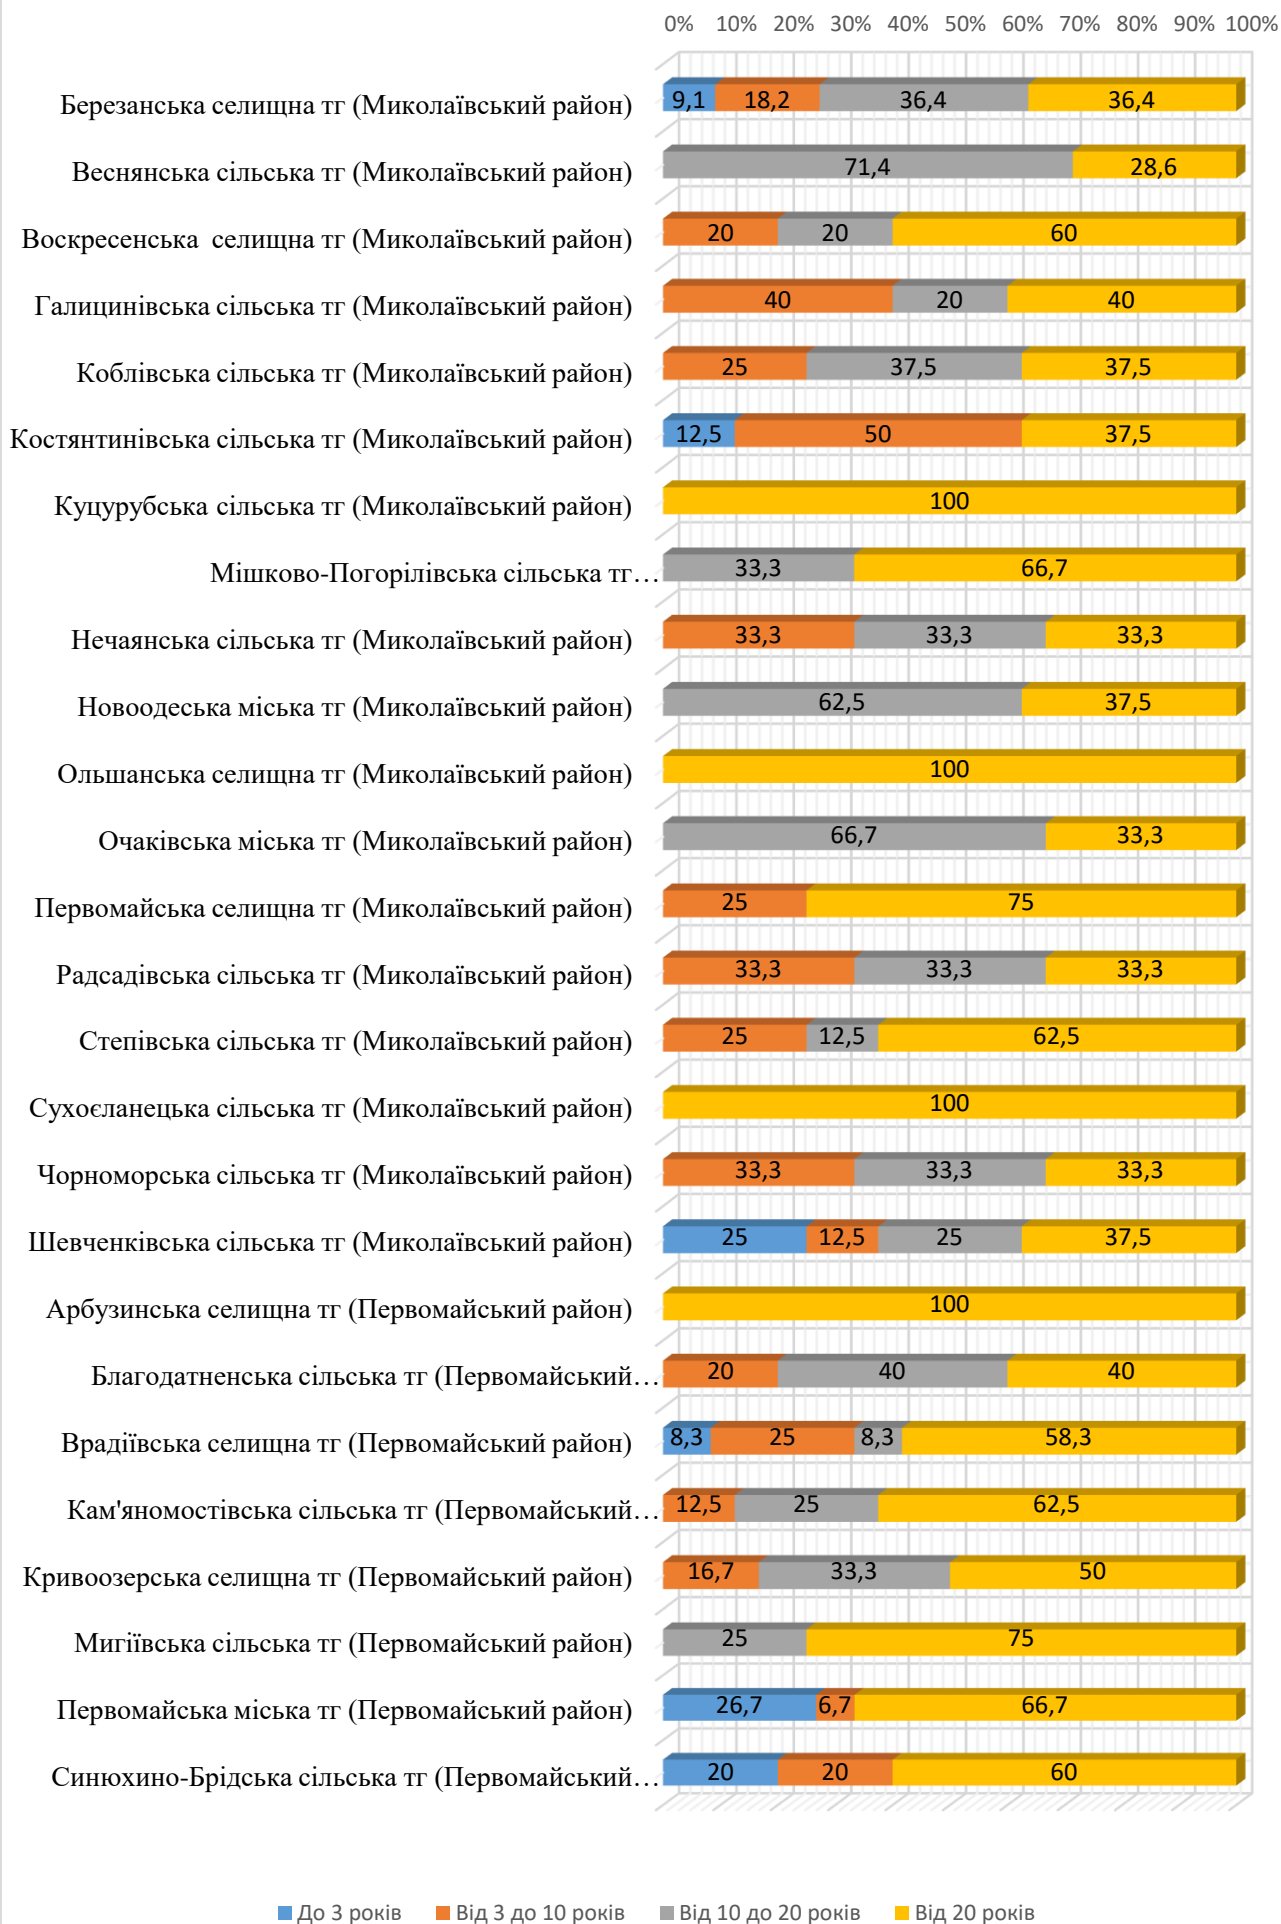 0% 10% 20% 30% 40% 50% 60% 70% 80% 90% 100%
Березанська селищна тг (Миколаївський район) 9,1 18,2 36,4 36,4
Веснянська сільська тг (Миколаївський район) 71,4 28,6
Воскресенська селищна тг (Миколаївський район) 20 20 60
Галицинівська сільська тг (Миколаївський район) 40 20 40
Коблівська сільська тг (Миколаївський район) 25 37,5 37,5
Костянтинівська сільська тг (Миколаївський район) 12,5 50 37,5
Куцурубська сільська тг (Миколаївський район) 100
Мішково-Погорілівська сільська тг… 33,3 66,7
Нечаянська сільська тг (Миколаївський район) 33,3 33,3 33,3
Новоодеська міська тг (Миколаївський район) 62,5 37,5
Ольшанська селищна тг (Миколаївський район) 100
Очаківська міська тг (Миколаївський район) 66,7 33,3
Первомайська селищна тг (Миколаївський район) 25 75
Радсадівська сільська тг (Миколаївський район) 33,3 33,3 33,3
Степівська сільська тг (Миколаївський район) 25 12,5 62,5
Сухоєланецька сільська тг (Миколаївський район) 100
Чорноморська сільська тг (Миколаївський район) 33,3 33,3 33,3
Шевченківська сільська тг (Миколаївський район) 25 12,5 25 37,5
Арбузинська селищна тг (Первомайський район) 100
Благодатненська сільська тг (Первомайський… 20 40 40
Врадіївська селищна тг (Первомайський район) 8,3 25 8,3 58,3
Кам'яномостівська сільська тг (Первомайський… 12,5 25 62,5
Кривоозерська селищна тг (Первомайський район) 16,7 33,3 50
Мигіївська сільська тг (Первомайський район) 25 75
Первомайська міська тг (Первомайський район) 26,7 6,7 66,7
Синюхино-Брідська сільська тг (Первомайський… 20 20 60
До 3 років Від 3 до 10 років Від 10 до 20 років Від 20 років